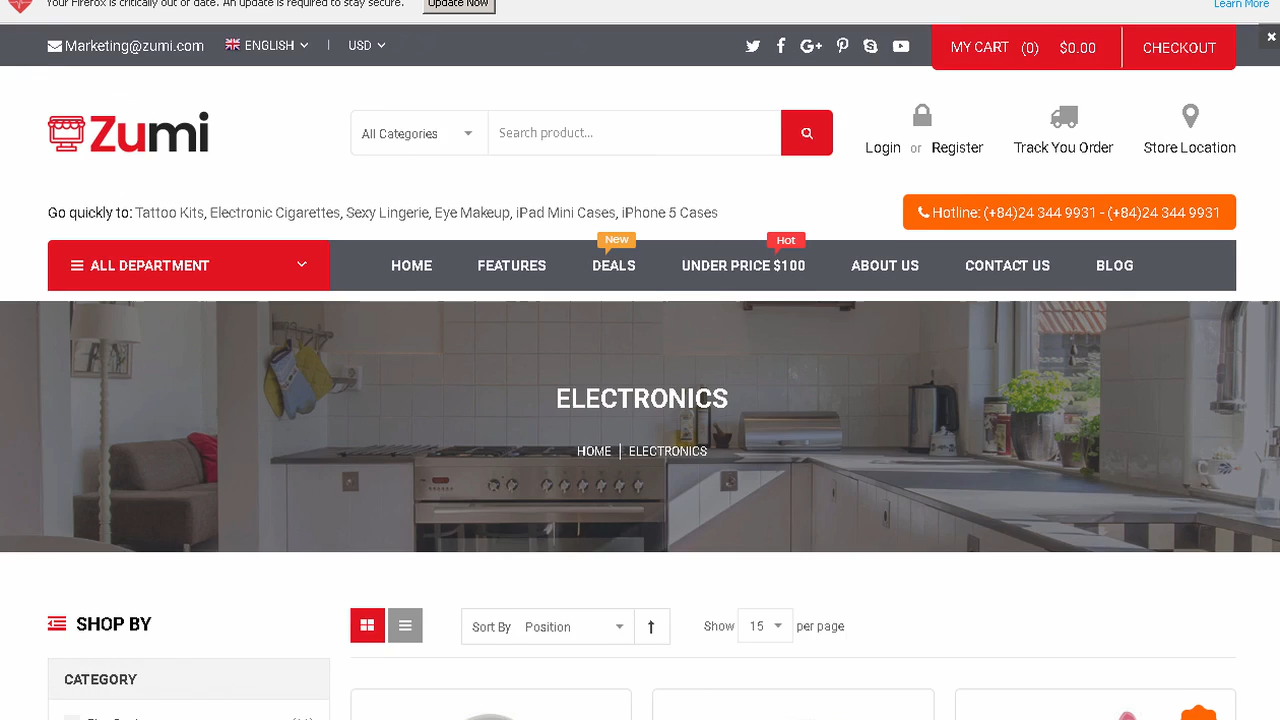 Your Firefox is critically out of date. An update is required to stay secure. Update Now Learn More
Marketing@zumi.com ENGLISH USD MY CART (0) $0.00 CHECKOUT
Zumi
All Categories Search product...
Login or Register Track You Order Store Location
Go quickly to: Tattoo Kits, Electronic Cigarettes, Sexy Lingerie, Eye Makeup, iPad Mini Cases, iPhone 5 Cases
Hotline: (+84)24 344 9931 - (+84)24 344 9931
New Hot
ALL DEPARTMENT HOME FEATURES DEALS UNDER PRICE $100 ABOUT US CONTACT US BLOG
ELECTRONICS
HOME | ELECTRONICS
SHOP BY Sort By Position Show 15 per page
CATEGORY